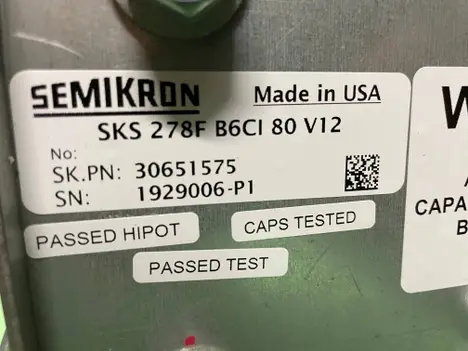 SEMIKRON
Made in USA
SKS 278F B6CI 80 V12
No:
SK.PN: 30651575
SN: 1929006-P1
PASSED HIPOT
CAPS TESTED
PASSED TEST
W
A
CAPA
B